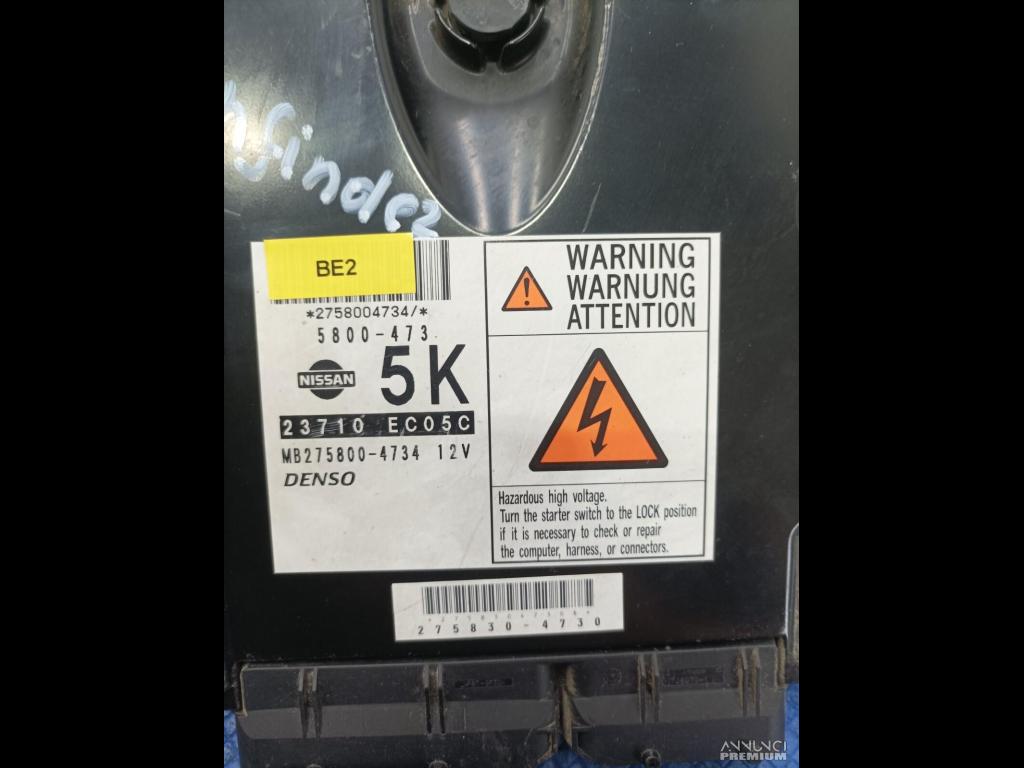 hfinder
BE2
*2758004734/*
5800-473
NISSAN
5K
23710 EC05C
MB275800-4734 12V
DENSO
WARNING
WARNUNG
ATTENTION
Hazardous high voltage.
Turn the starter switch to the LOCK position
if it is necessary to check or repair
the computer, harness, or connectors.
275830-4730
ANNUNCI
PREMIUM